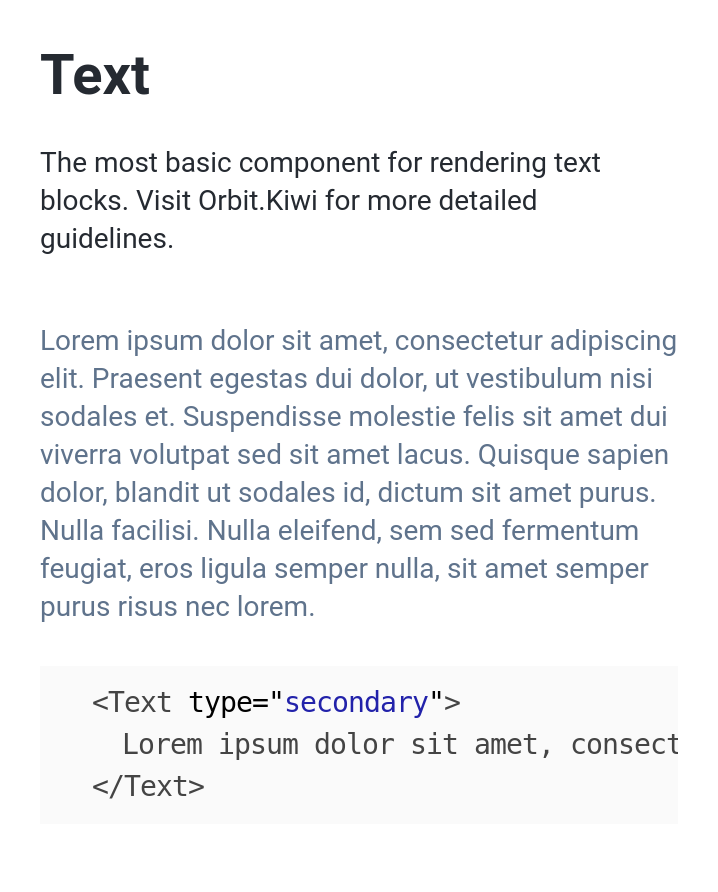 Text
The most basic component for rendering text
blocks. Visit Orbit.Kiwi for more detailed
guidelines.
Lorem ipsum dolor sit amet, consectetur adipiscing
elit. Praesent egestas dui dolor, ut vestibulum nisi
sodales et. Suspendisse molestie felis sit amet dui
viverra volutpat sed sit amet lacus. Quisque sapien
dolor, blandit ut sodales id, dictum sit amet purus.
Nulla facilisi. Nulla eleifend, sem sed fermentum
feugiat, eros ligula semper nulla, sit amet semper
purus risus nec lorem.
<Text type="secondary">
Lorem ipsum dolor sit amet, consect
</Text>